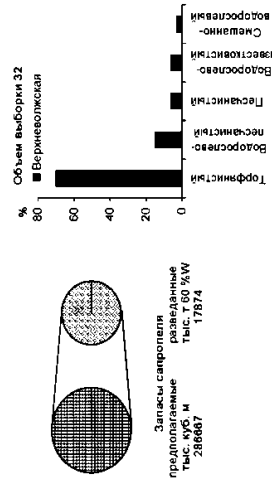 Объем выборки 32
Верхневолжская
%
80
60
40
20
0
Торфянистый
Водорослево-
песчанистый
Песчанистый
Водорослево-
известковистый
Смешанно-
водорослевый
Запасы сапропеля
предполагаемые
тыс. куб. м
286667
разведанные
тыс. т 60 %W
17874